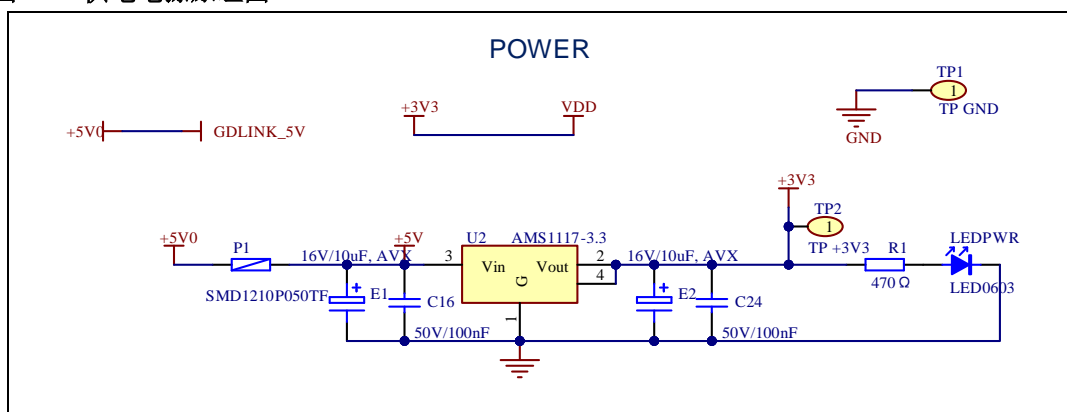 POWER
TP1
1
TP GND
GND
+3V3
VDD
+5V0
GDLINK_5V
+3V3
TP2
1
TP +3V3
+5V0
P1
SMD1210P050TF
16V/10uF, AVX
+5V
E1
C16
50V/100nF
U2
AMS1117-3.3
3
Vin
Vout
G
2
4
1
16V/10uF, AVX
E2
C24
50V/100nF
R1
470Ω
LEDPWR
LED0603